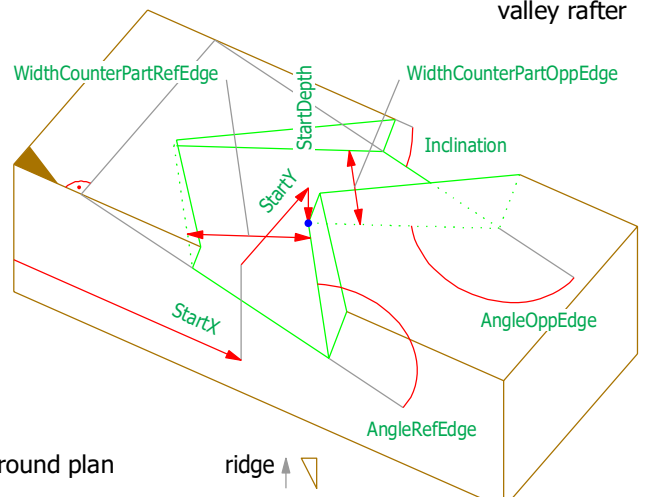 valley rafter
WidthCounterPartRefEdge
StartDepth
WidthCounterPartOppEdge
Inclination
StartY
StartX
AngleOppEdge
AngleRefEdge
round plan
ridge